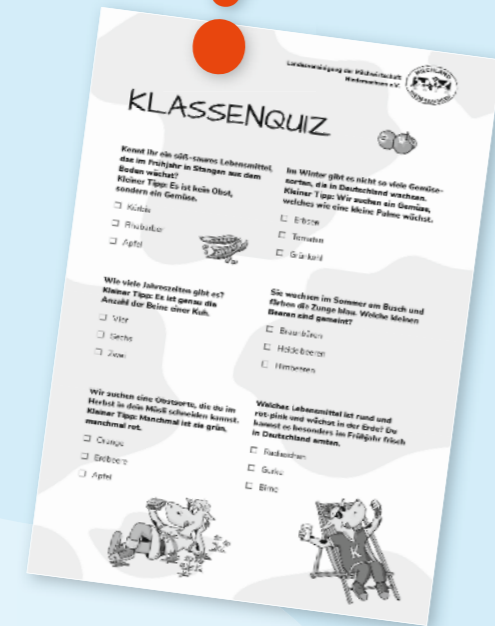 Landesvereinigung der Milchwirtschaft
Niedersachsen e.V.
MILCHLAND
NIEDERSACHSEN
KLASSENQUIZ
Kennt ihr ein süß-saures Lebensmittel,
das im Frühjahr in Stangen aus dem
Boden wächst?
Kleiner Tipp: Es ist kein Obst,
sondern ein Gemüse.
Kürbis
Rhabarber
Apfel
Im Winter gibt es nicht so viele Gemüse-
sorten, die in Deutschland wachsen.
Kleiner Tipp: Wir suchen ein Gemüse,
welches wie eine kleine Palme wächst.
Erbsen
Tomaten
Grünkohl
Wie viele Jahreszeiten gibt es?
Kleiner Tipp: Es ist genau die
Anzahl der Beine einer Kuh.
Vier
Sechs
Zwei
Sie wachsen im Sommer am Busch und
färben die Zunge blau. Welche kleinen
Beeren sind gemeint?
Braunbären
Heidelbeeren
Himbeeren
Wir suchen eine Obstsorte, die du im
Herbst in dein Müsli schneiden kannst.
Kleiner Tipp: Manchmal ist sie grün,
manchmal rot.
Orange
Erdbeere
Apfel
Welches Lebensmittel ist rund und
rot-pink und wächst in der Erde? Du
kannst es besonders im Frühjahr frisch
in Deutschland ernten.
Radieschen
Gurke
Birne
K